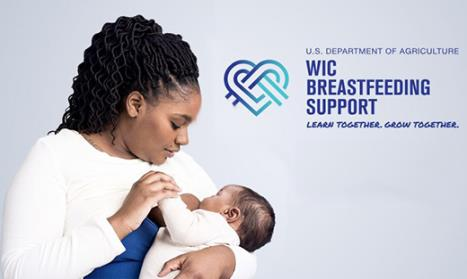 U.S. DEPARTMENT OF AGRICULTURE
WIC
BREASTFEEDING
SUPPORT
LEARN TOGETHER. GROW TOGETHER.